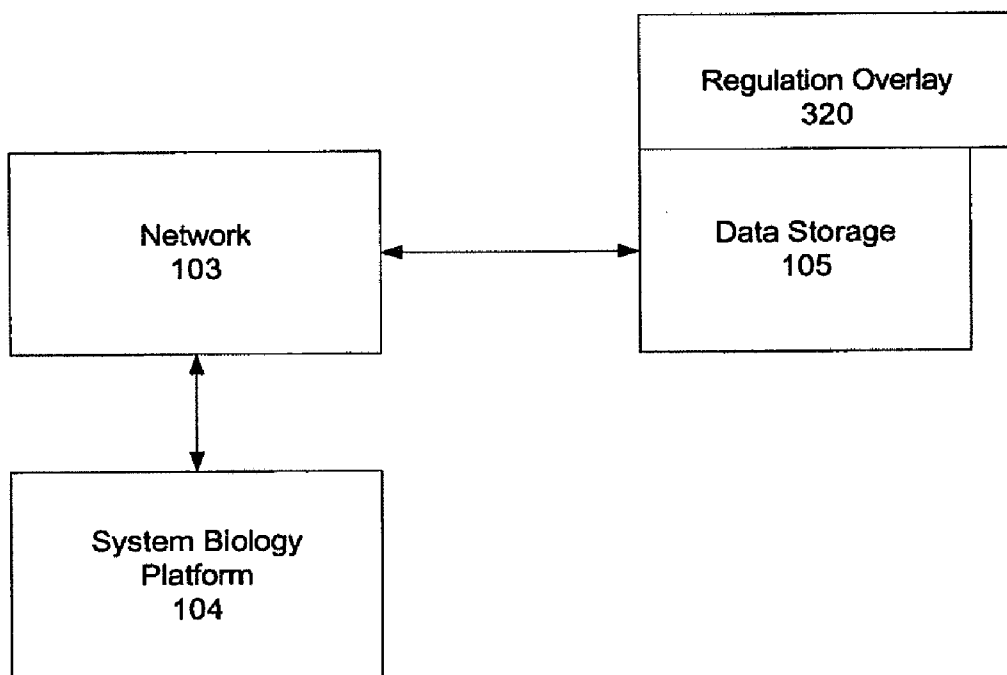 Regulation Overlay
320
Network
103
Data Storage
105
System Biology
Platform
104